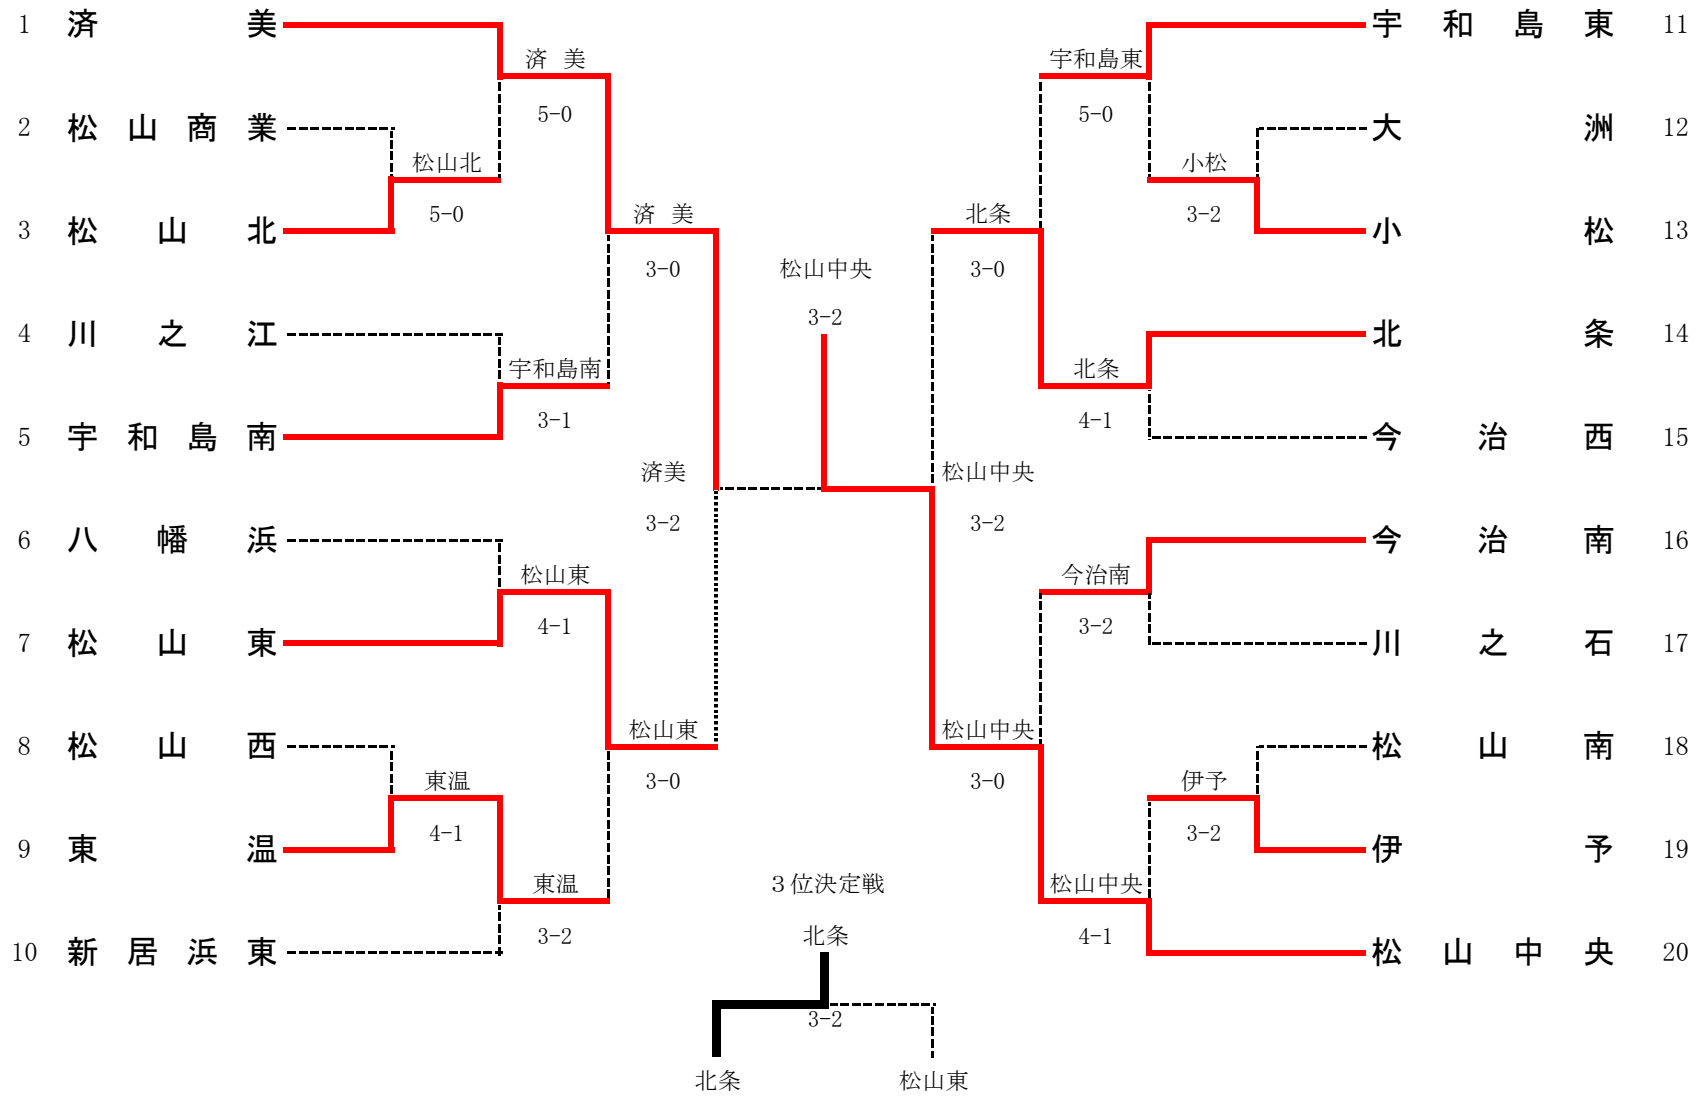 1 済美
済 美
5-0
2 松山商業
松山北
5-0
3 松山北
済 美
3-0
4 川之江
宇和島南
3-1
5 宇和島南
済美
3-2
6 八幡浜
松山東
4-1
7 松山東
松山東
3-0
8 松山西
東温
4-1
9 東温
東温
3-2
10 新居浜東
松山中央
3-2
宇和島東 11
宇和島東
5-0
大洲 12
小松
3-2
小松 13
北条
3-0
北条 14
北条
4-1
今治西 15
松山中央
3-2
今治南 16
今治南
3-2
川之石 17
松山中央
3-0
松山南 18
伊予
3-2
伊予 19
松山中央
4-1
松山中央 20
３位決定戦
北条
3-2
北条 松山東